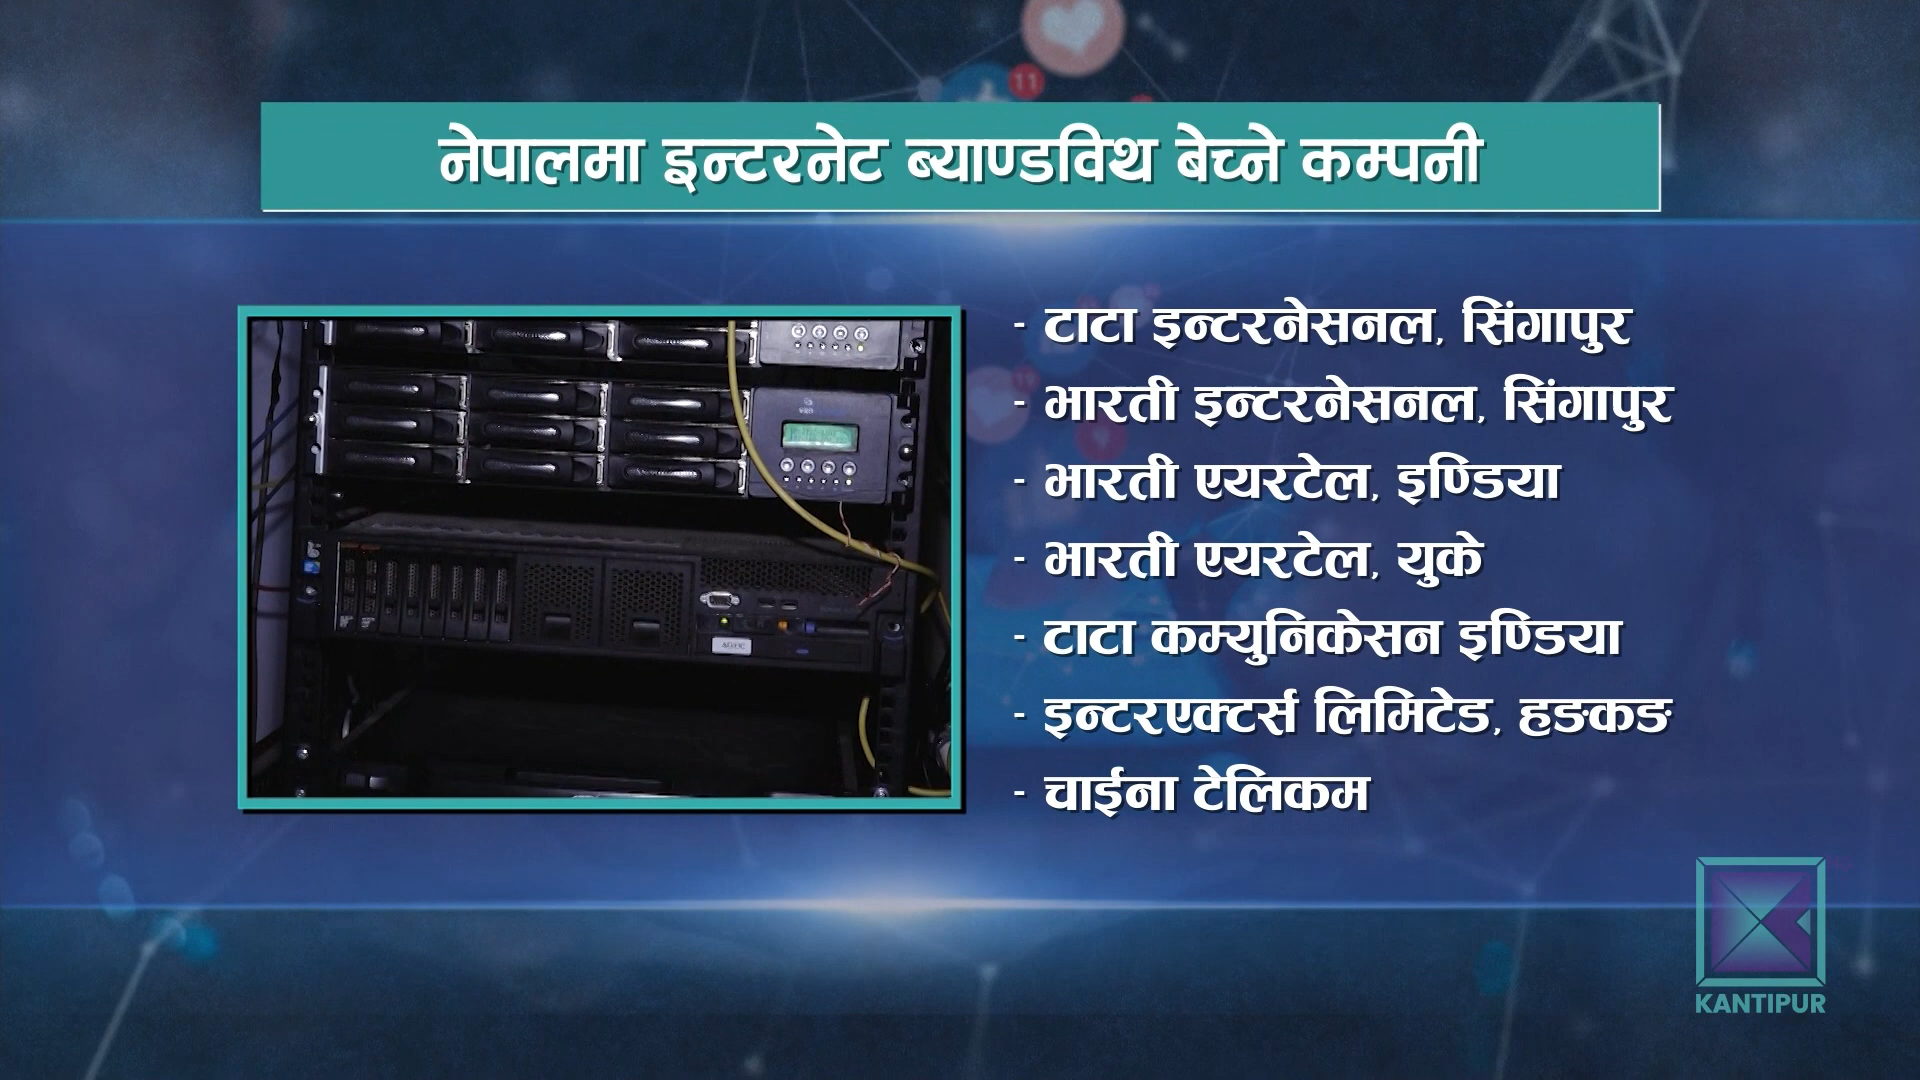 नेपालमा इन्टरनेट ब्याण्डविथ बेच्ने कम्पनी
- टाटा इन्टरनेसनल, सिंगापुर
- भारती इन्टरनेसनल, सिंगापुर
- भारती एयरटेल, इण्डिया
- भारती एयरटेल, युके
- टाटा कम्युनिकेसन इण्डिया
- इन्टरएक्टर्स लिमिटेड, हङकङ
- चाईना टेलिकम
KANTIPUR
11